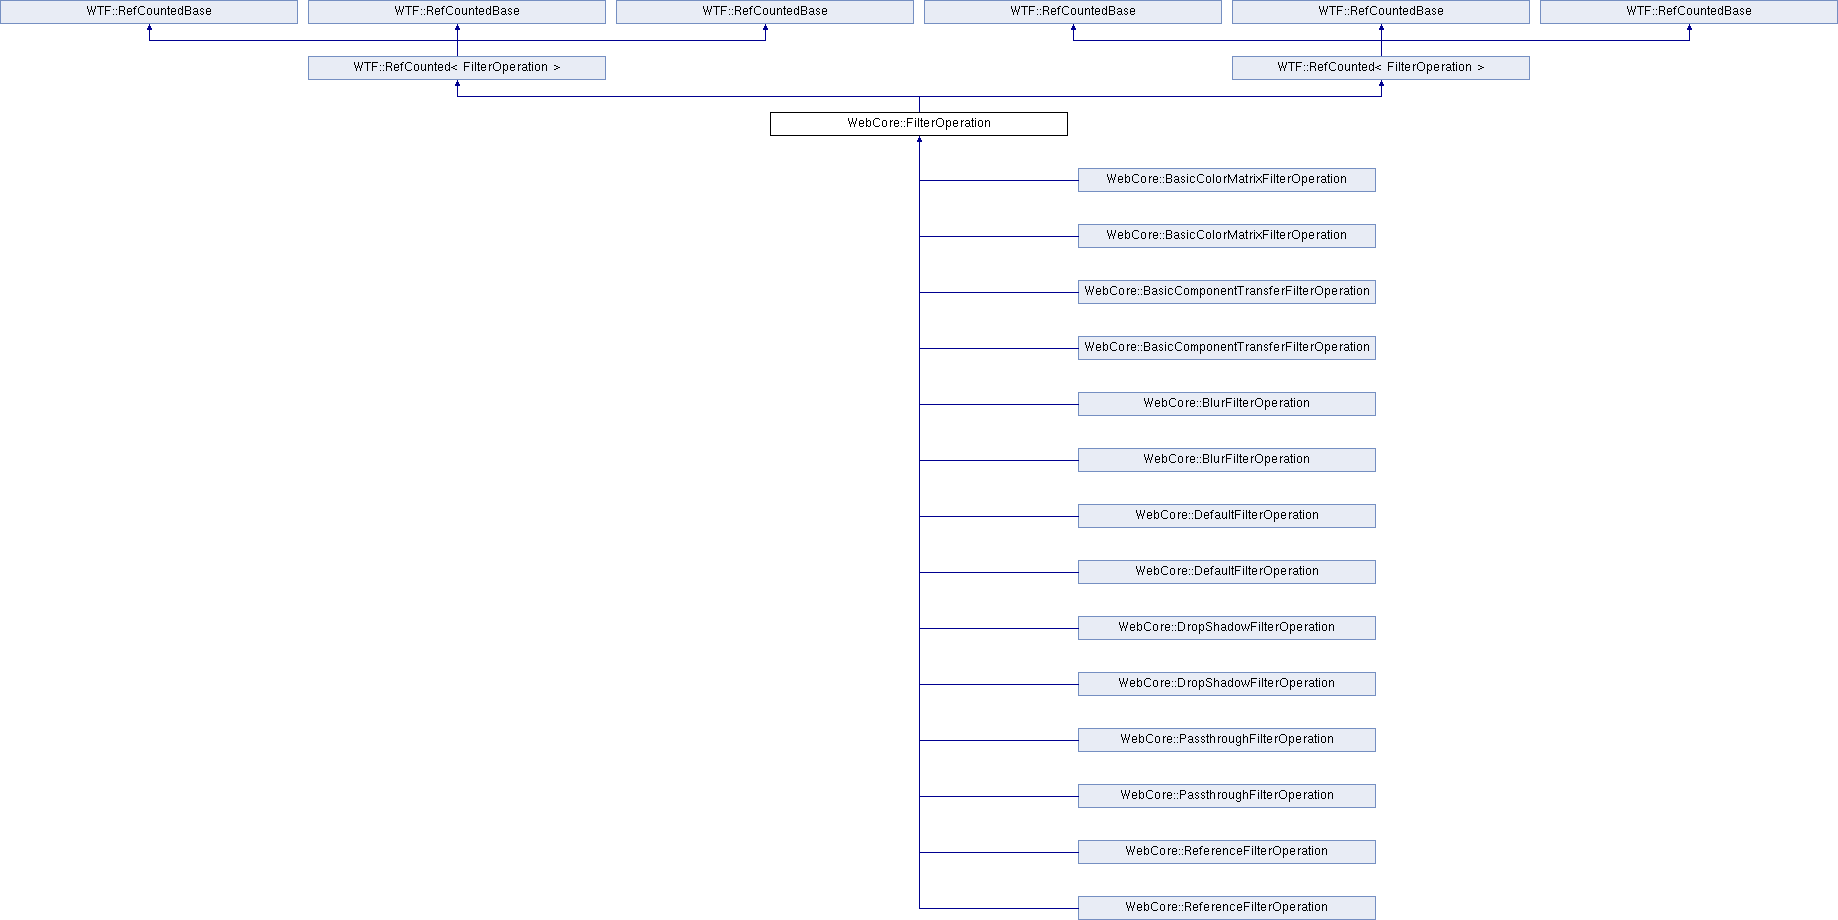 WTF::RefCountedBase
WTF::RefCountedBase
WTF::RefCountedBase
WTF::RefCountedBase
WTF::RefCountedBase
WTF::RefCountedBase
WTF::RefCounted< FilterOperation >
WTF::RefCounted< FilterOperation >
WebCore::FilterOperation
WebCore::BasicColorMatrixFilterOperation
WebCore::BasicColorMatrixFilterOperation
WebCore::BasicComponentTransferFilterOperation
WebCore::BasicComponentTransferFilterOperation
WebCore::BlurFilterOperation
WebCore::BlurFilterOperation
WebCore::DefaultFilterOperation
WebCore::DefaultFilterOperation
WebCore::DropShadowFilterOperation
WebCore::DropShadowFilterOperation
WebCore::PassthroughFilterOperation
WebCore::PassthroughFilterOperation
WebCore::ReferenceFilterOperation
WebCore::ReferenceFilterOperation